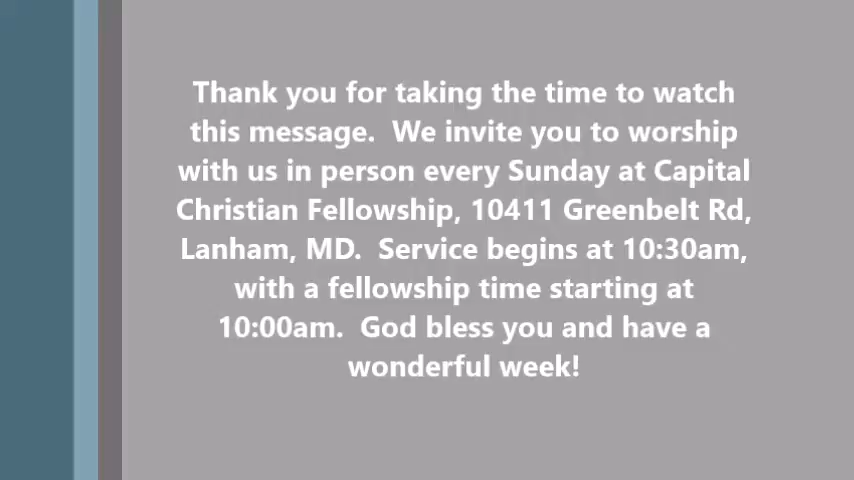 Thank you for taking the time to watch
this message.  We invite you to worship
with us in person every Sunday at Capital
Christian Fellowship, 10411 Greenbelt Rd,
Lanham, MD.  Service begins at 10:30am,
with a fellowship time starting at
10:00am.  God bless you and have a
wonderful week!